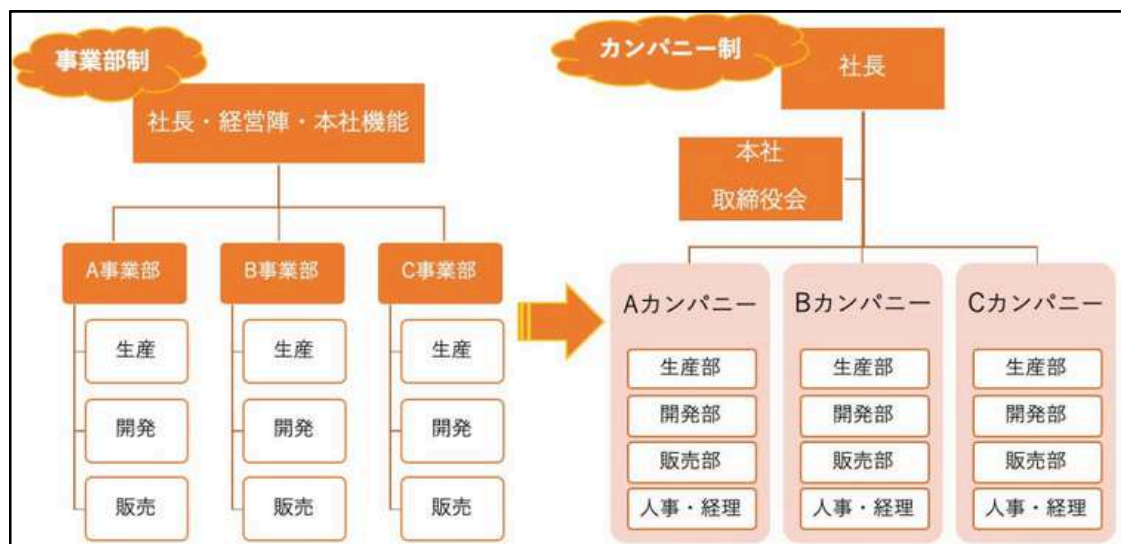 事業部制
社長・経営陣・本社機能
A事業部
生産
開発
販売
B事業部
生産
開発
販売
C事業部
生産
開発
販売
カンパニー制
社長
本社
取締役会
Aカンパニー
生産部
開発部
販売部
人事・経理
Bカンパニー
生産部
開発部
販売部
人事・経理
Cカンパニー
生産部
開発部
販売部
人事・経理